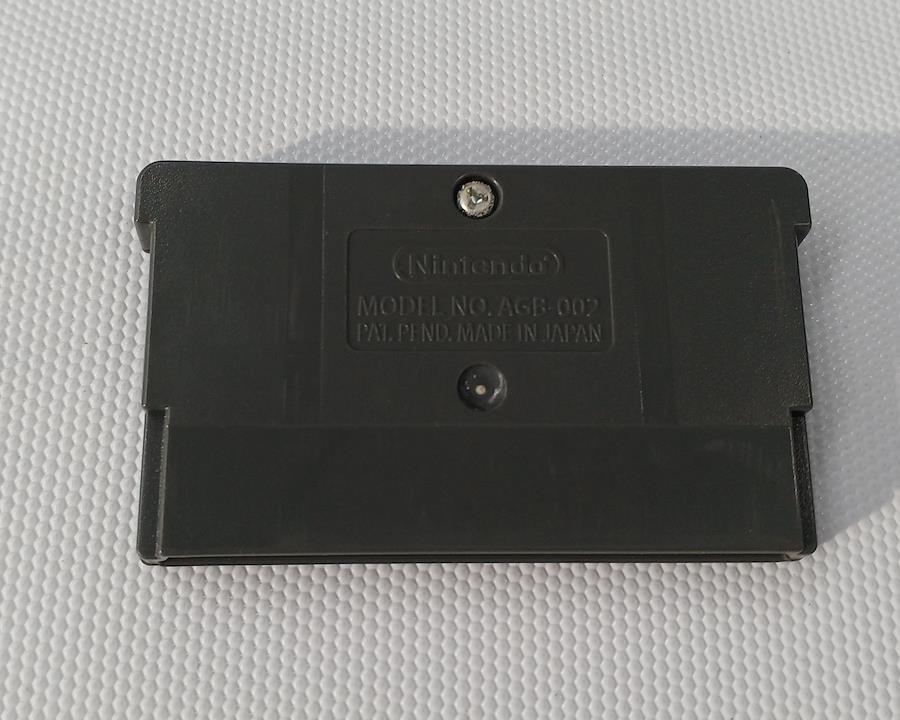 Nintendo®
MODEL NO. AGB-002
PAT. PEND. MADE IN JAPAN